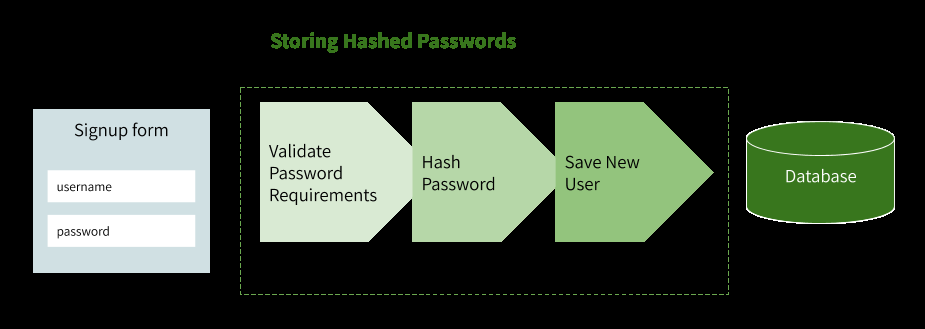 Storing Hashed Passwords
Signup form
username
password
Validate
Password
Requirements
Hash
Password
Save New
User
Database